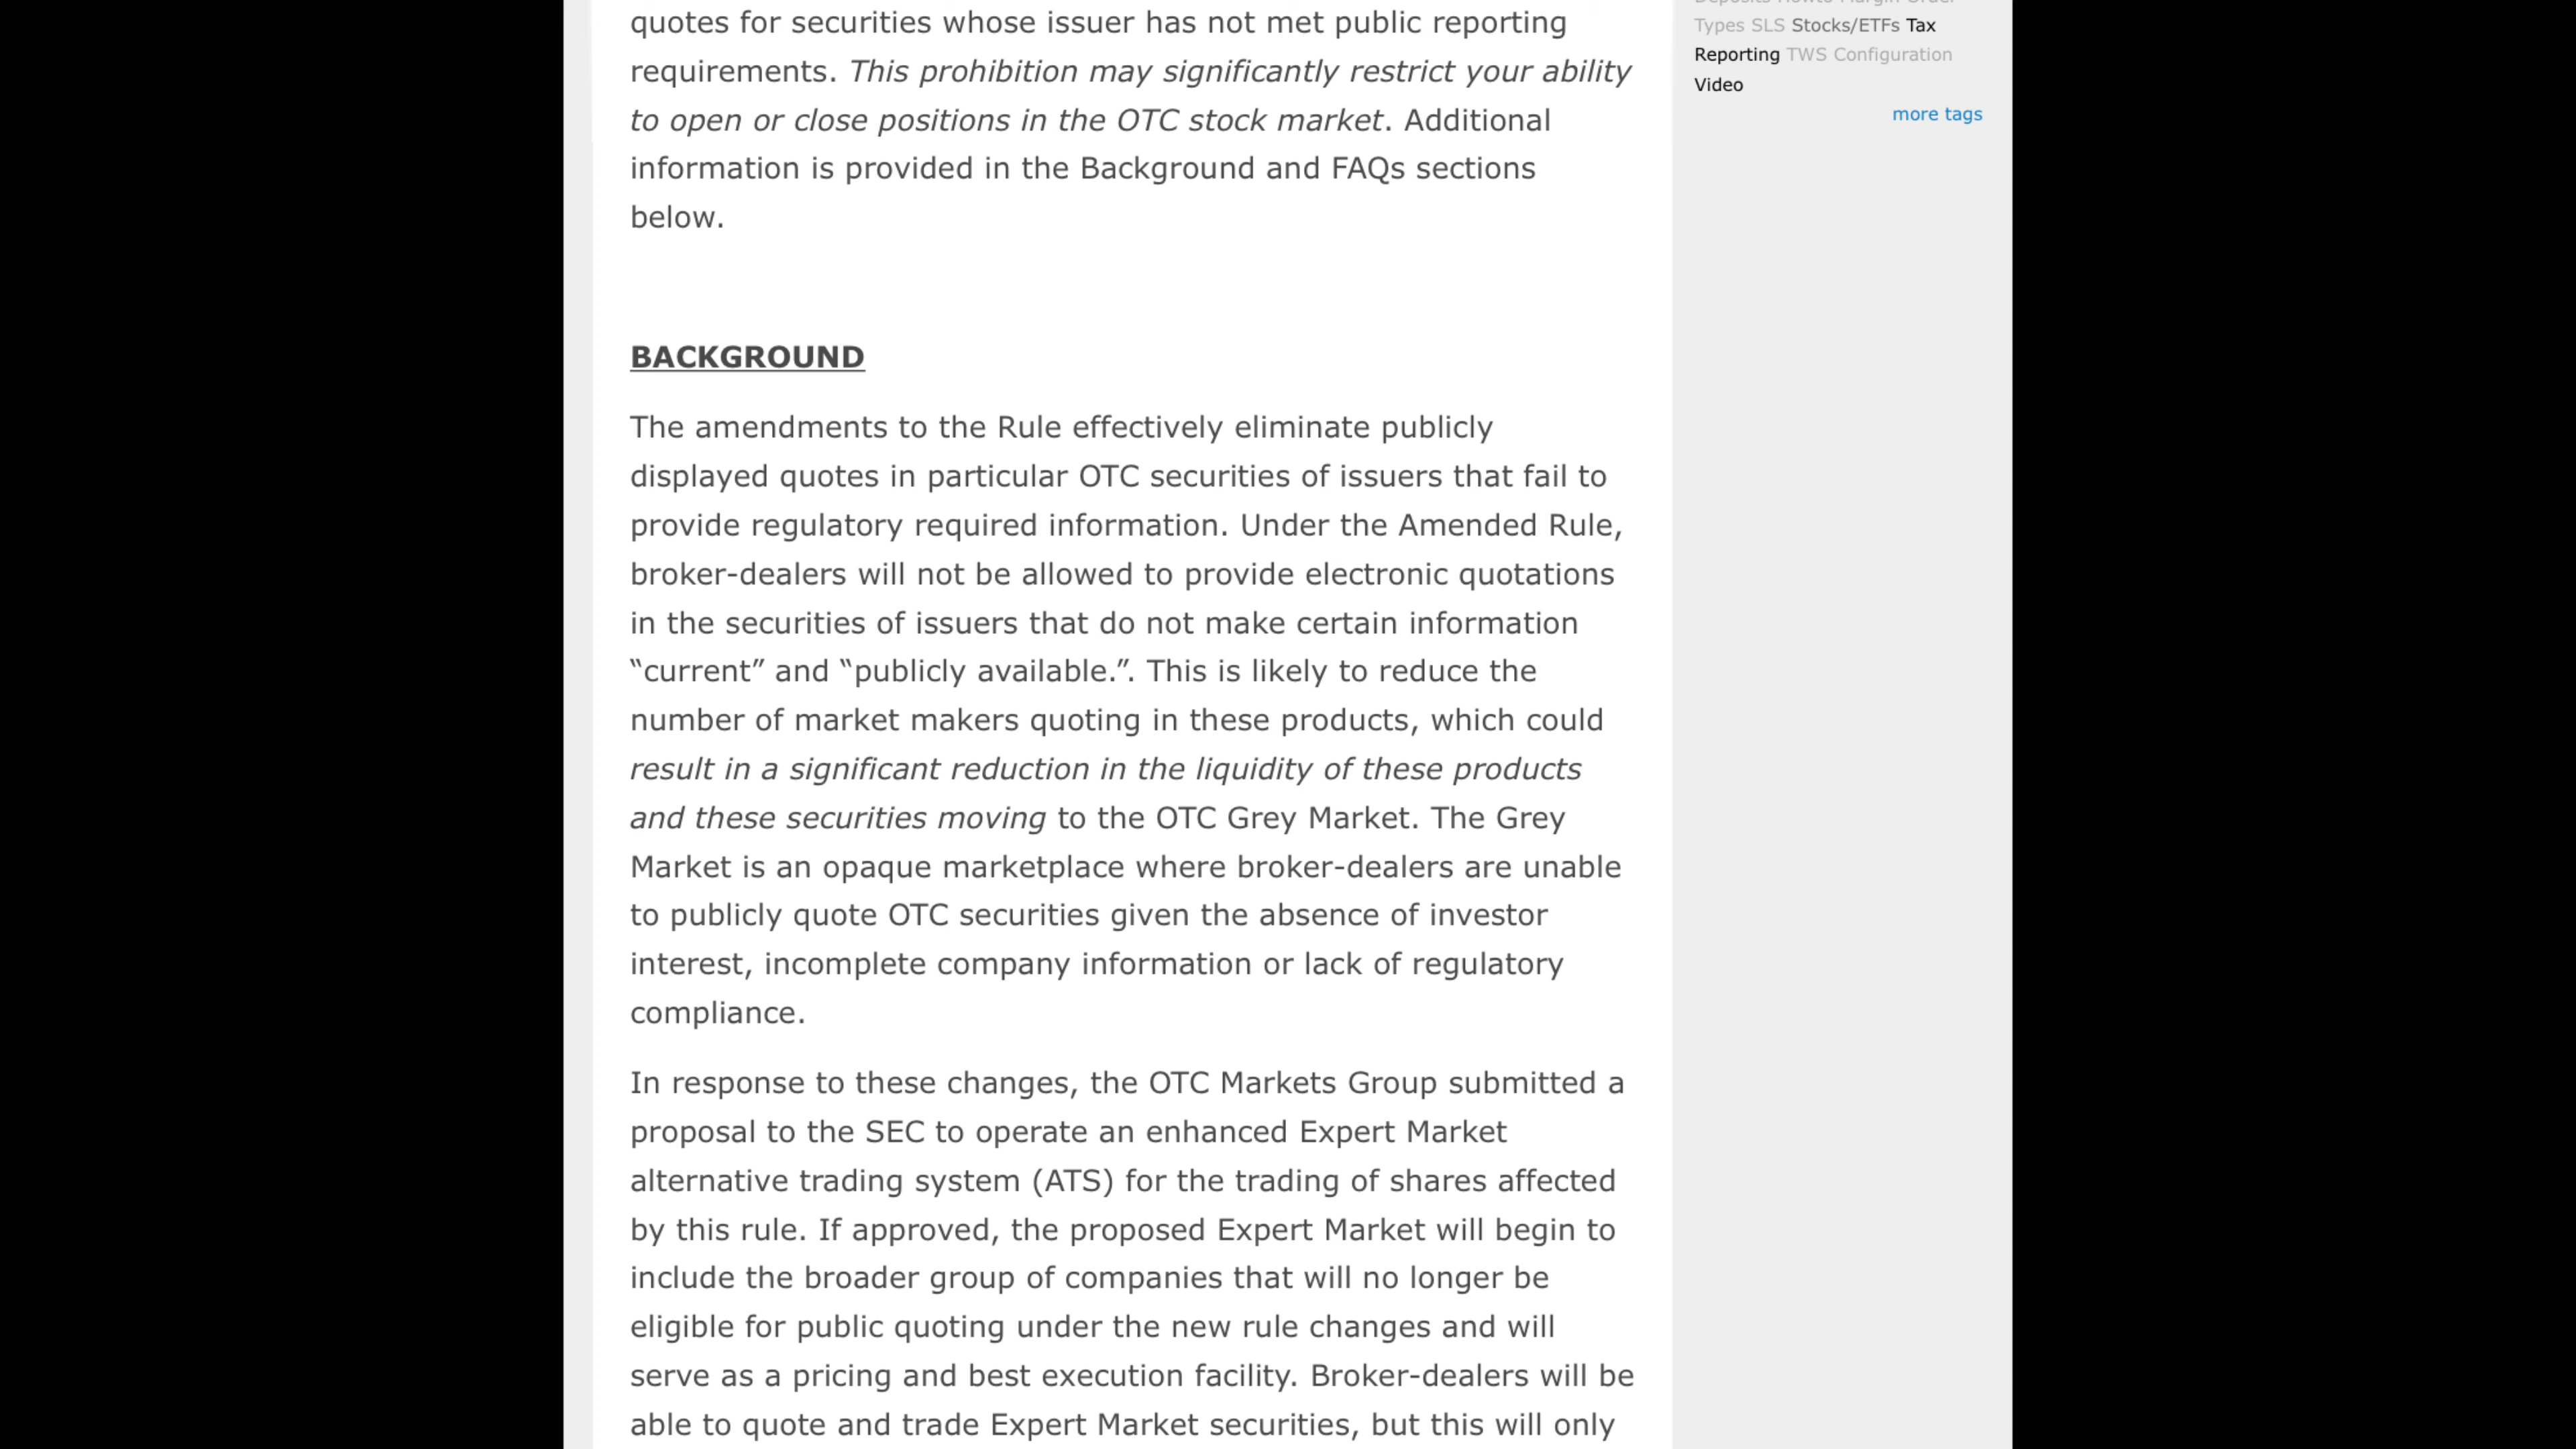 quotes for securities whose issuer has not met public reporting
requirements. This prohibition may significantly restrict your ability
to open or close positions in the OTC stock market. Additional
information is provided in the Background and FAQs sections
below.
BACKGROUND
The amendments to the Rule effectively eliminate publicly
displayed quotes in particular OTC securities of issuers that fail to
provide regulatory required information. Under the Amended Rule,
broker-dealers will not be allowed to provide electronic quotations
in the securities of issuers that do not make certain information
“current” and “publicly available.”. This is likely to reduce the
number of market makers quoting in these products, which could
result in a significant reduction in the liquidity of these products
and these securities moving to the OTC Grey Market. The Grey
Market is an opaque marketplace where broker-dealers are unable
to publicly quote OTC securities given the absence of investor
interest, incomplete company information or lack of regulatory
compliance.
In response to these changes, the OTC Markets Group submitted a
proposal to the SEC to operate an enhanced Expert Market
alternative trading system (ATS) for the trading of shares affected
by this rule. If approved, the proposed Expert Market will begin to
include the broader group of companies that will no longer be
eligible for public quoting under the new rule changes and will
serve as a pricing and best execution facility. Broker-dealers will be
able to quote and trade Expert Market securities, but this will only
Deposits Howto Margin Order
Types SLS Stocks/ETFs Tax
Reporting TWS Configuration
Video
more tags